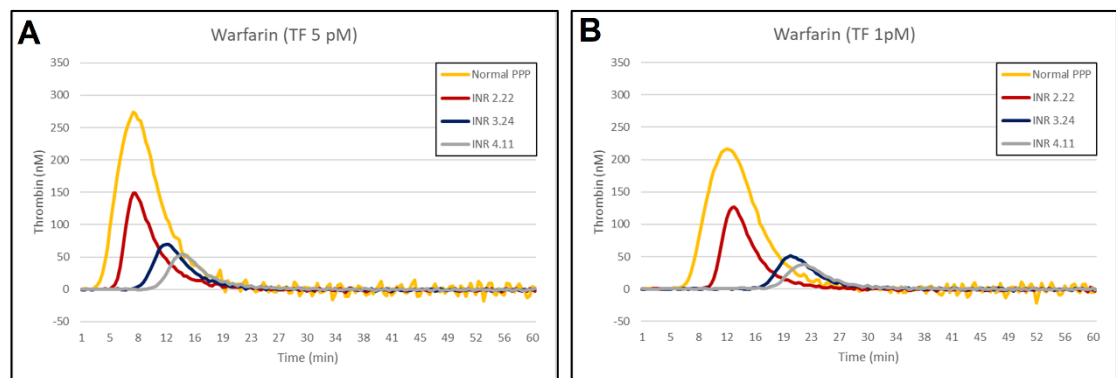 A
Warfarin (TF 5 pM)
350
300
250
200
150
100
50
0
-50
Thrombin (nM)
Normal PPP
INR 2.22
INR 3.24
INR 4.11
1 5 8 12 16 19 23 27 30 34 38 41 45 49 52 56 60
Time (min)
B
Warfarin (TF 1pM)
350
300
250
200
150
100
50
0
-50
Thrombin (nM)
Normal PPP
INR 2.22
INR 3.24
INR 4.11
1 5 8 12 16 19 23 27 30 34 38 41 45 49 52 56 60
Time (min)